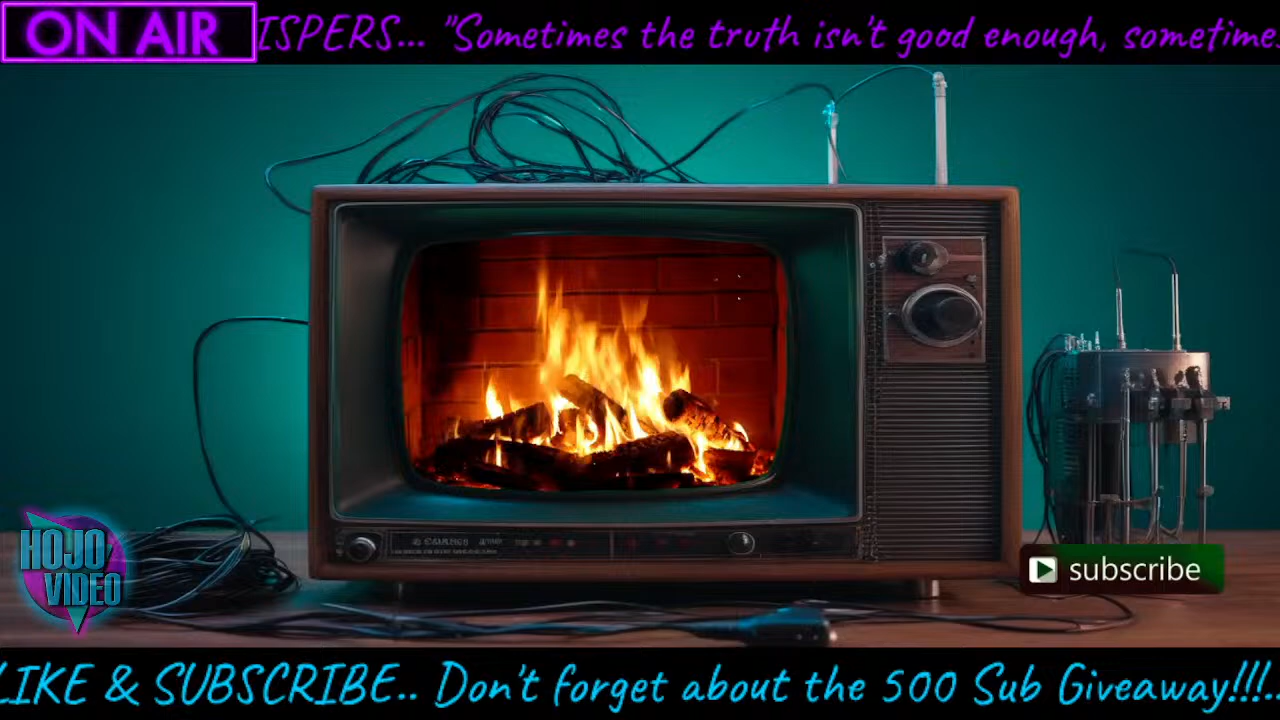 ON AIR
ISPERS... "Sometimes the truth isn't good enough, sometime
HOJO
VIDEO
subscribe
LIKE & SUBSCRIBE.. Don't forget about the 500 Sub Giveaway!!!..